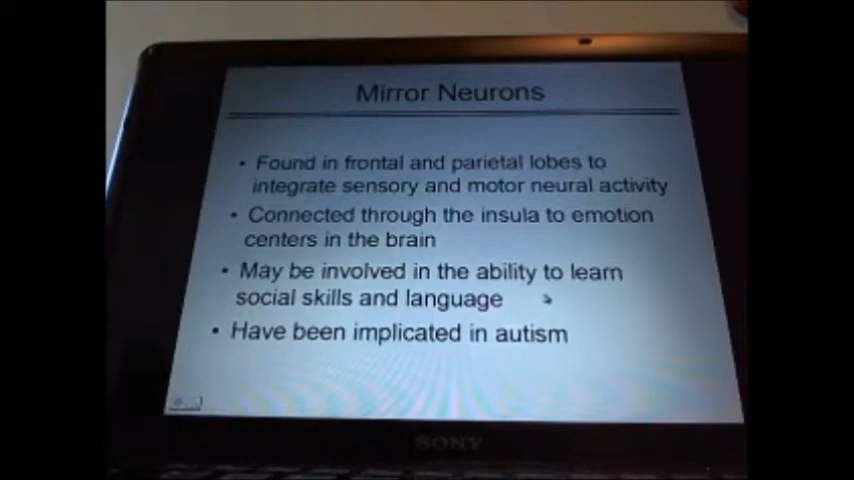 Mirror Neurons
• Found in frontal and parietal lobes to
integrate sensory and motor neural activity
• Connected through the insula to emotion
centers in the brain
• May be involved in the ability to learn
social skills and language
• Have been implicated in autism
SONY